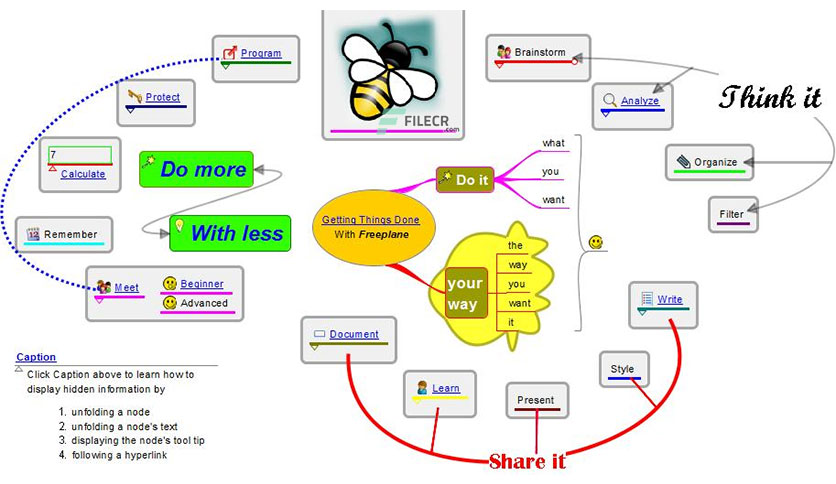 Program
Protect
7
Calculate
Remember
Meet
Beginner
Advanced
Do more
With less
FILECR
.com
Brainstorm
Analyze
Think it
Organize
Filter
Getting Things Done
With Freeplane
Do it
what
you
want
your
way
the
way
you
want
it
Document
Learn
Present
Style
Write
Share it
Caption
Click Caption above to learn how to
display hidden information by
1. unfolding a node
2. unfolding a node's text
3. displaying the node's tool tip
4. following a hyperlink
12